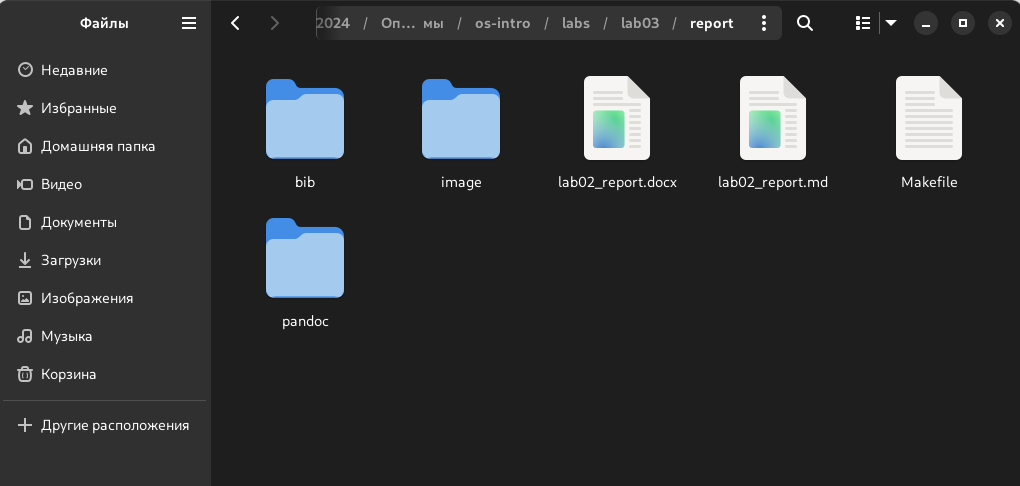 Файлы
2024 / Оп… мы / os-intro / labs / lab03 / report
Недавние
Избранные
Домашняя папка
Видео
Документы
Загрузки
Изображения
Музыка
Корзина
Другие расположения
bib
image
lab02_report.docx
lab02_report.md
Makefile
pandoc